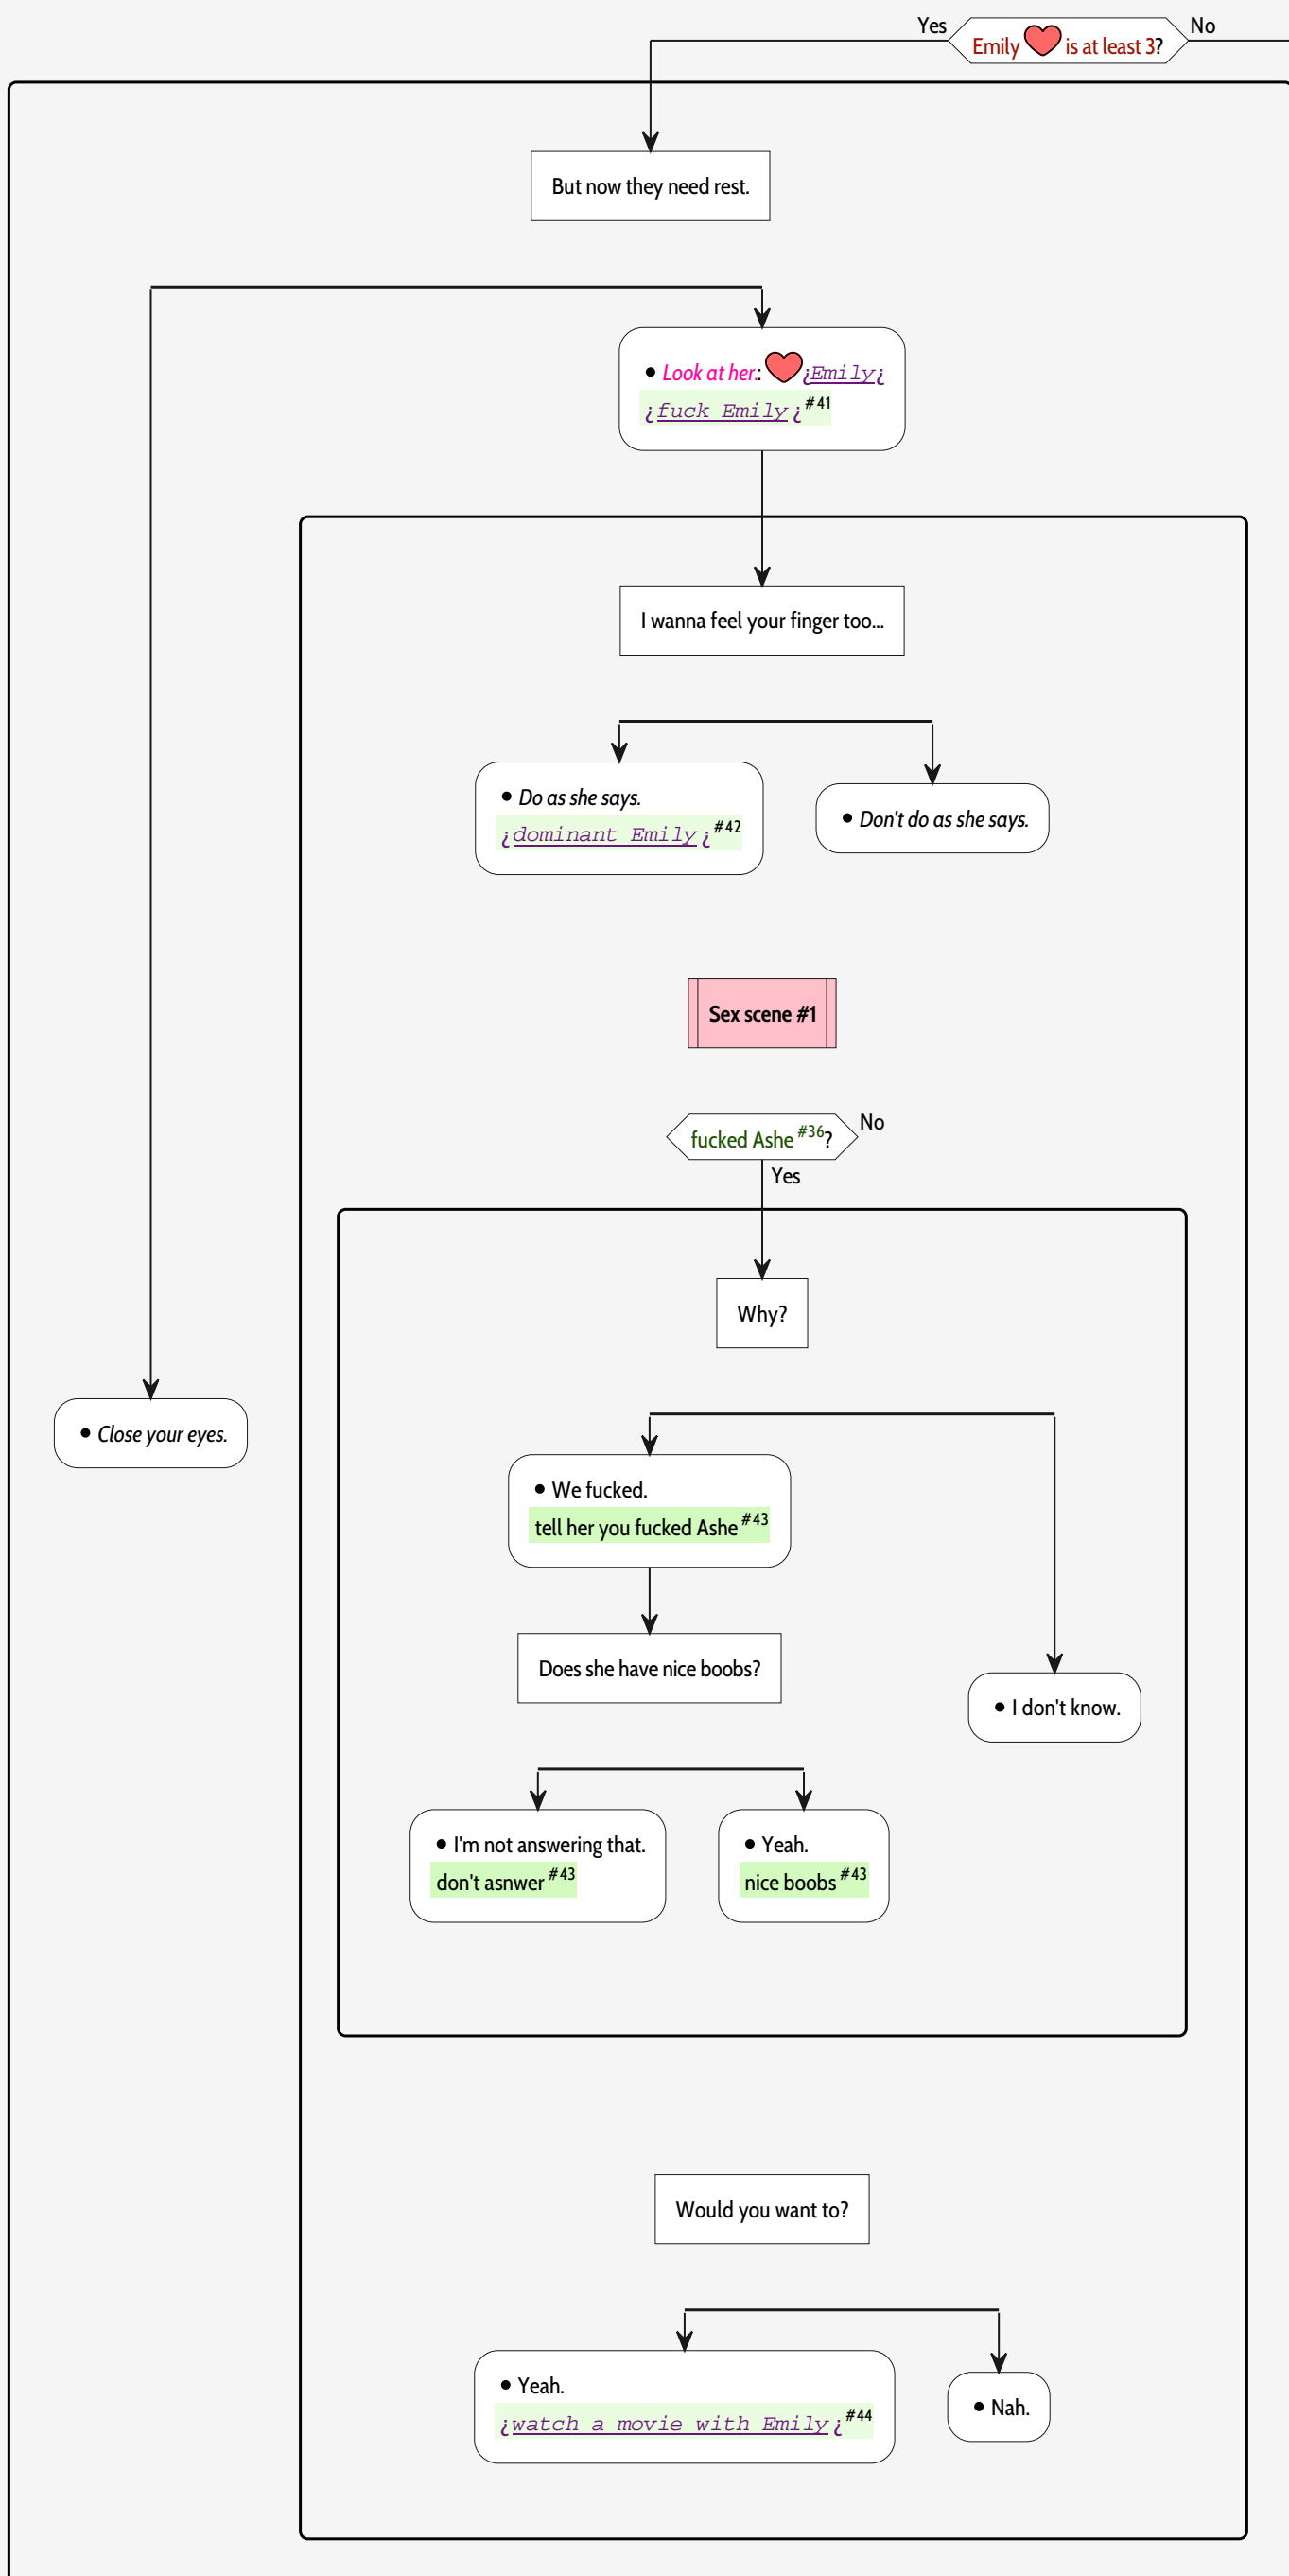 Yes
Emily is at least 3?
No
But now they need rest.
• Look at her.: ¿Emily¿
¿fuck Emily¿ #41
I wanna feel your finger too...
• Do as she says.
¿dominant Emily¿ #42
• Don't do as she says.
Sex scene #1
fucked Ashe #36?
No
Yes
Why?
• Close your eyes.
• We fucked.
tell her you fucked Ashe #43
Does she have nice boobs?
• I don't know.
• I'm not answering that.
don't asnwer #43
• Yeah.
nice boobs #43
Would you want to?
• Yeah.
¿watch a movie with Emily¿ #44
• Nah.